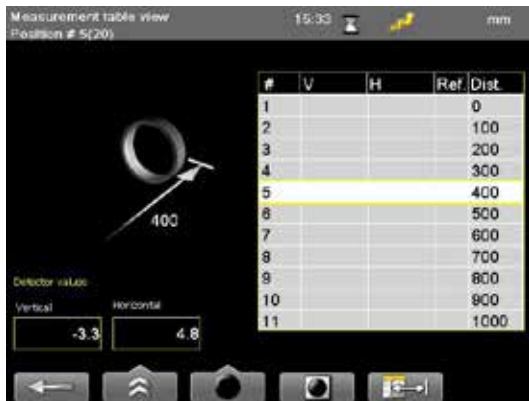 Measurement table view 15:33 mm
Position # 5(20)
# V H Ref. Dist.
1 0
2 100
3 200
4 300
5 400
6 500
7 600
8 700
9 800
10 900
11 1000
400
Detector values
Vertical Horizontal
-3.3 4.8